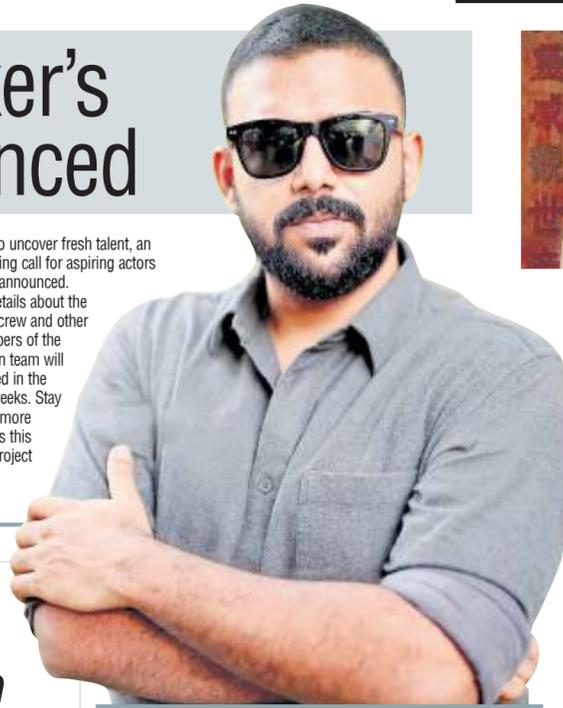 er's
nced
o uncover fresh talent, an
ing call for aspiring actors
announced.
etails about the
crew and other
bers of the
n team will
ed in the
eeks. Stay
more
s this
roject